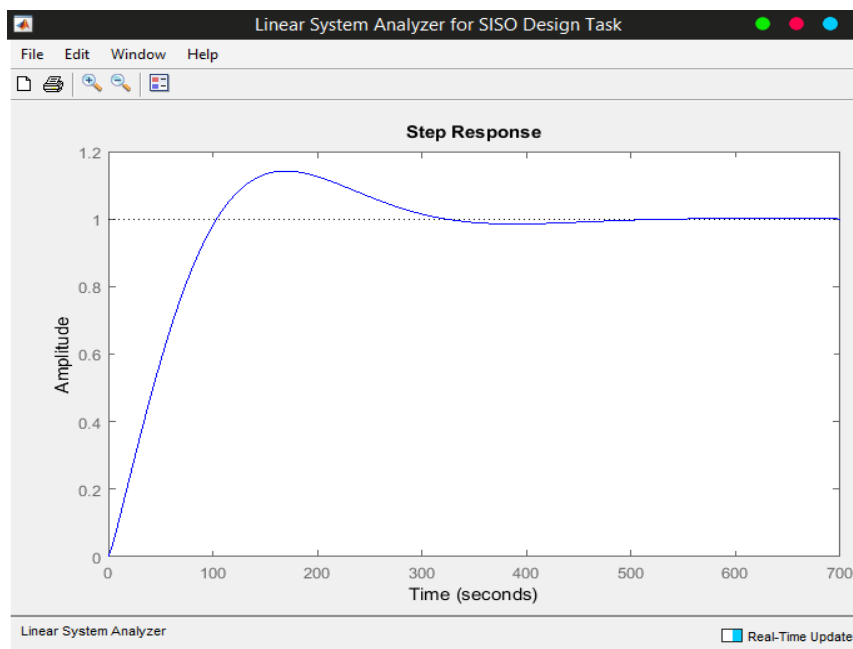 Linear System Analyzer for SISO Design Task
File Edit Window Help
Step Response
1.2
1
0.8
0.6
0.4
0.2
0
Amplitude
0 100 200 300 400 500 600 700
Time (seconds)
Linear System Analyzer
Real-Time Update